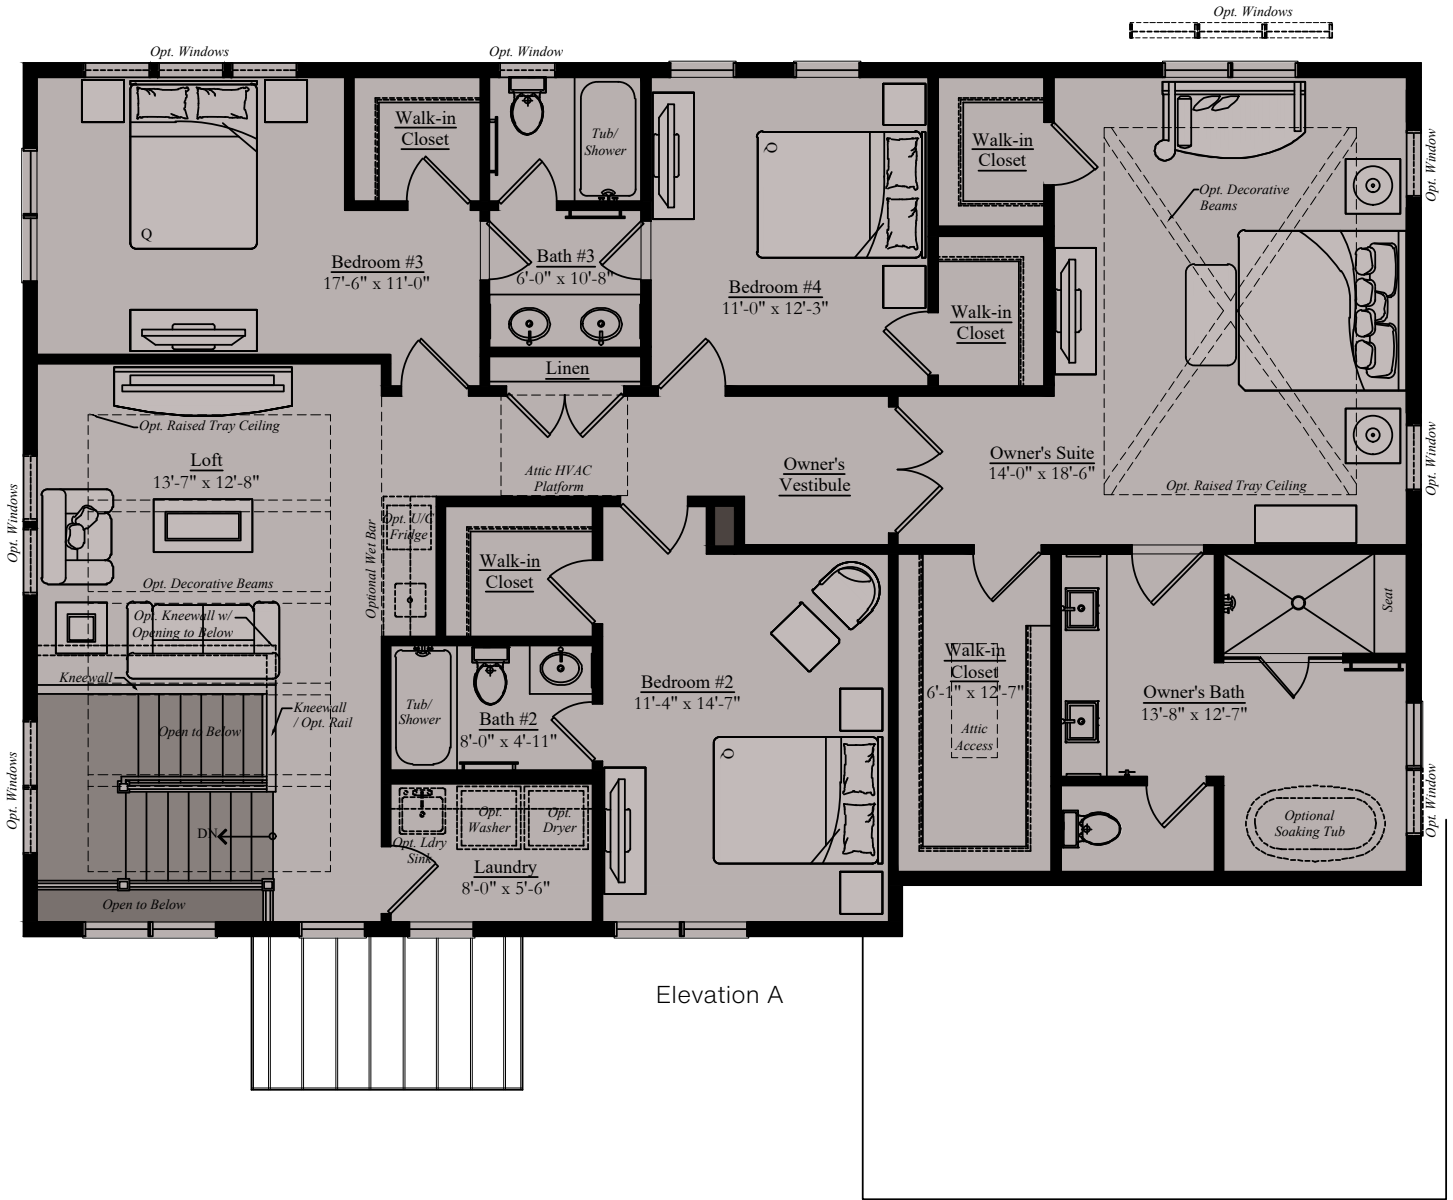 Opt. Windows
Opt. Windows
Opt. Window
Walk-in
Closet
Tub/
Shower
Walk-in
Closet
Opt. Decorative
Beams
Opt. Window
Q
Q
Bedroom #3
17'-6" x 11'-0"
Bath #3
6'-0" x 10'-8"
Bedroom #4
11'-0" x 12'-3"
Walk-in
Closet
Linen
Opt. Raised Tray Ceiling
Loft
13'-7" x 12'-8"
Attic HVAC
Platform
Owner's
Vestibule
Owner's Suite
14'-0" x 18'-6"
Opt. Raised Tray Ceiling
Opt. Window
Opt. Windows
Optional Wet Bar
Opt. U/C
Fridge
Walk-in
Closet
Opt. Decorative Beams
Opt. Kneewall w/
Opening to Below
Kneewall
Kneewall
/ Opt. Rail
Open to Below
Tub/
Shower
Bath #2
8'-0" x 4'-11"
Bedroom #2
11'-4" x 14'-7"
Q
Walk-in
Closet
6'-1" x 12'-7"
Attic
Access
Seat
Owner's Bath
13'-8" x 12'-7"
Opt. Windows
DN
Opt. Ldry
Sink
Opt.
Washer
Opt.
Dryer
Laundry
8'-0" x 5'-6"
Optional
Soaking Tub
Opt. Window
Open to Below
Elevation A